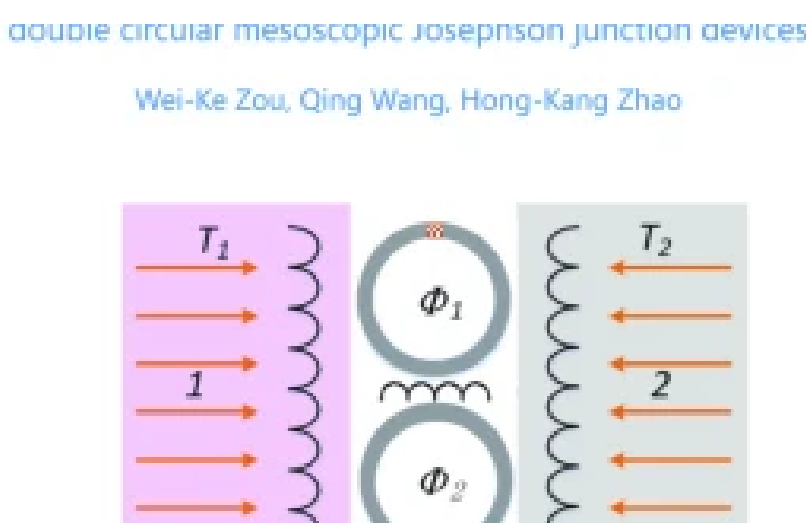 double circular mesoscopic Josephson junction devices
Wei-Ke Zou, Qing Wang, Hong-Kang Zhao
T₁ T₂
Φ₁
1 2
Φ₂